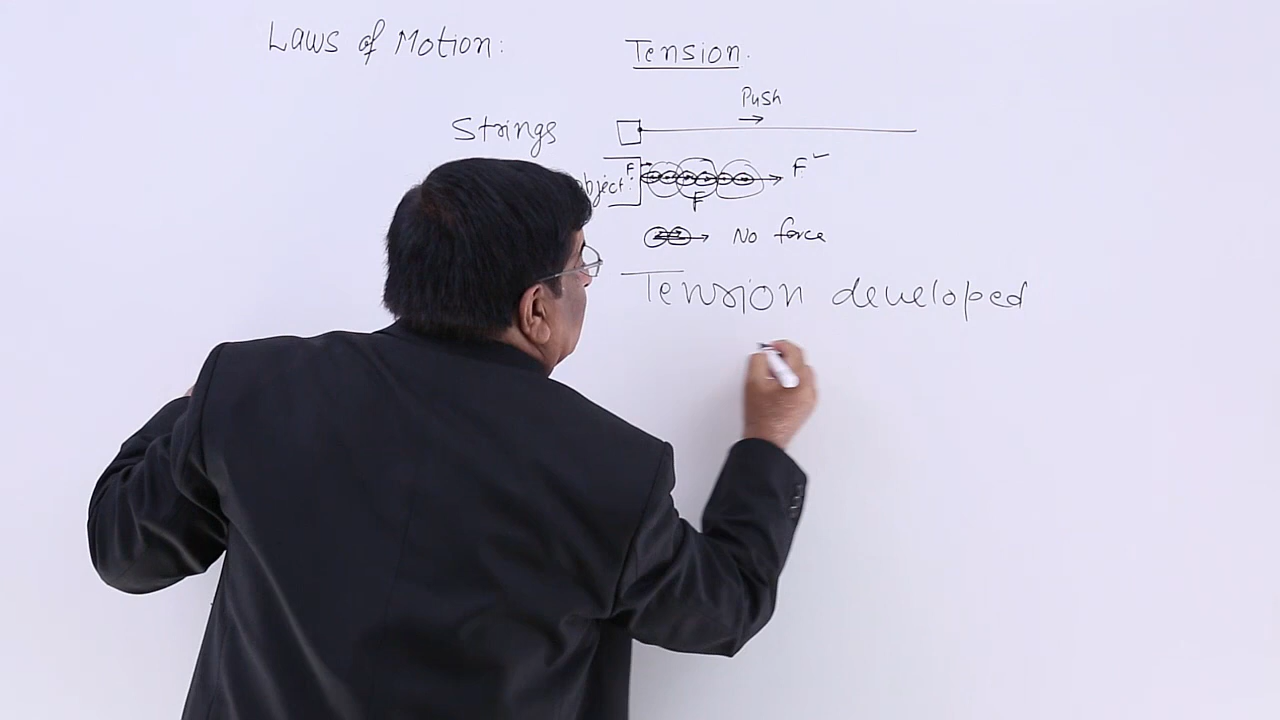 Laws of Motion: Tension.
Push
Strings
F F
object:
F
No force
Tension developed